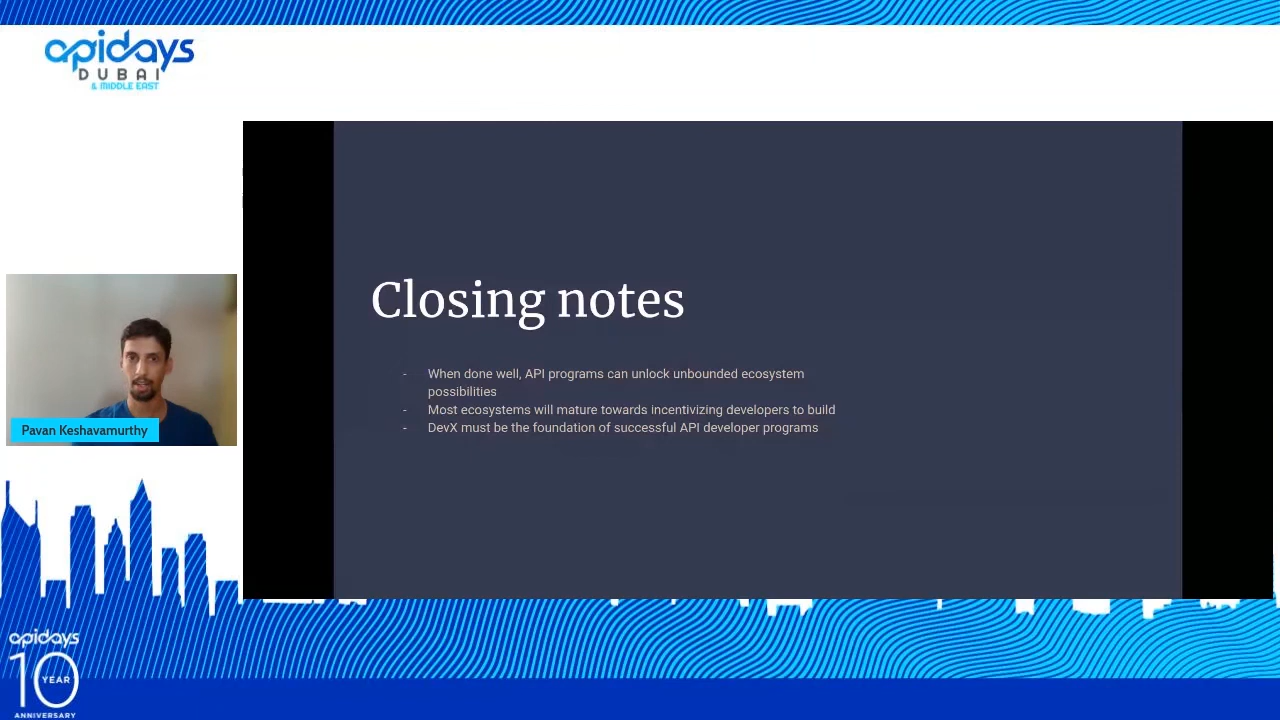 apidays
DUBAI
& MIDDLE EAST
Closing notes
- When done well, API programs can unlock unbounded ecosystem
possibilities
- Most ecosystems will mature towards incentivizing developers to build
- DevX must be the foundation of successful API developer programs
Pavan Keshavamurthy
apidays
10
YEAR
ANNIVERSARY